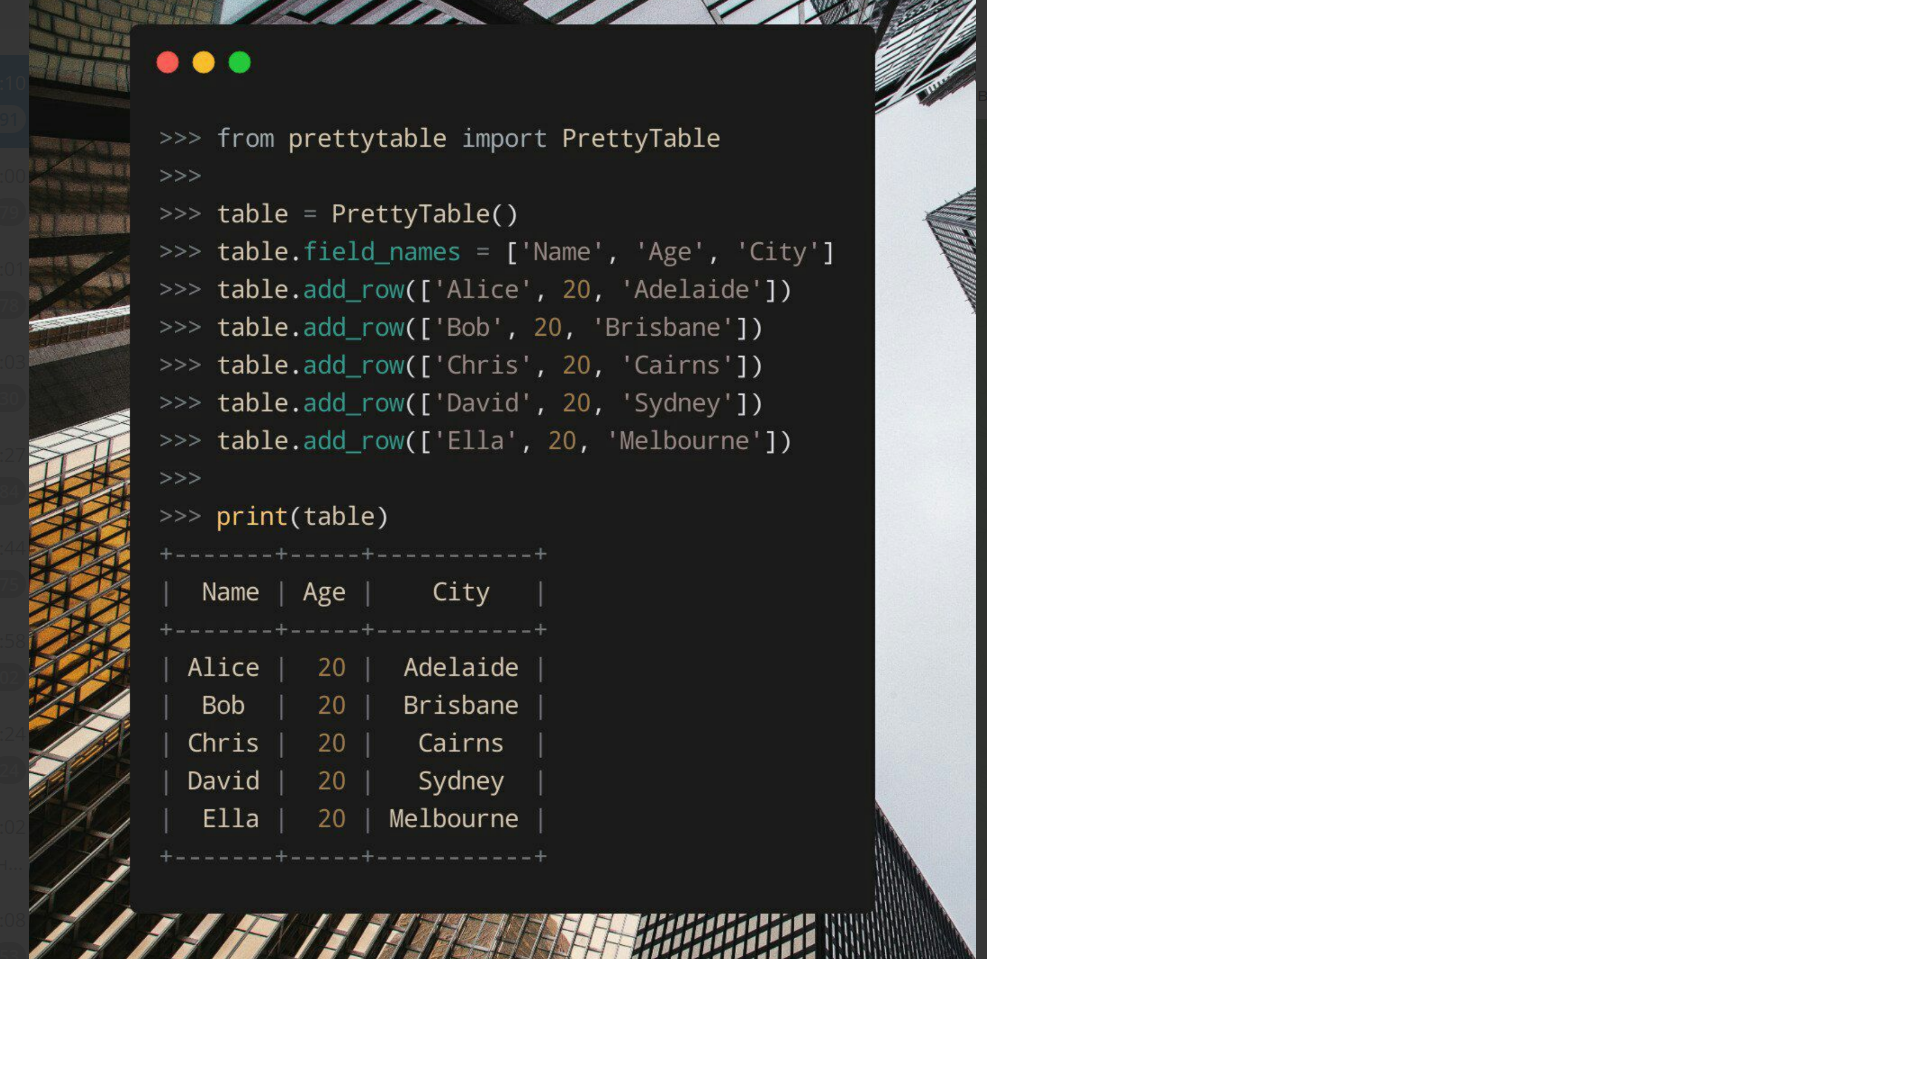 >>> from prettytable import PrettyTable
>>>
>>> table = PrettyTable()
>>> table.field_names = ['Name', 'Age', 'City']
>>> table.add_row(['Alice', 20, 'Adelaide'])
>>> table.add_row(['Bob', 20, 'Brisbane'])
>>> table.add_row(['Chris', 20, 'Cairns'])
>>> table.add_row(['David', 20, 'Sydney'])
>>> table.add_row(['Ella', 20, 'Melbourne'])
>>>
>>> print(table)
+-------+-----+-----------+
|  Name | Age |    City   |
+-------+-----+-----------+
| Alice |  20 |  Adelaide |
|  Bob  |  20 |  Brisbane |
| Chris |  20 |   Cairns  |
| David |  20 |   Sydney  |
|  Ella |  20 | Melbourne |
+-------+-----+-----------+